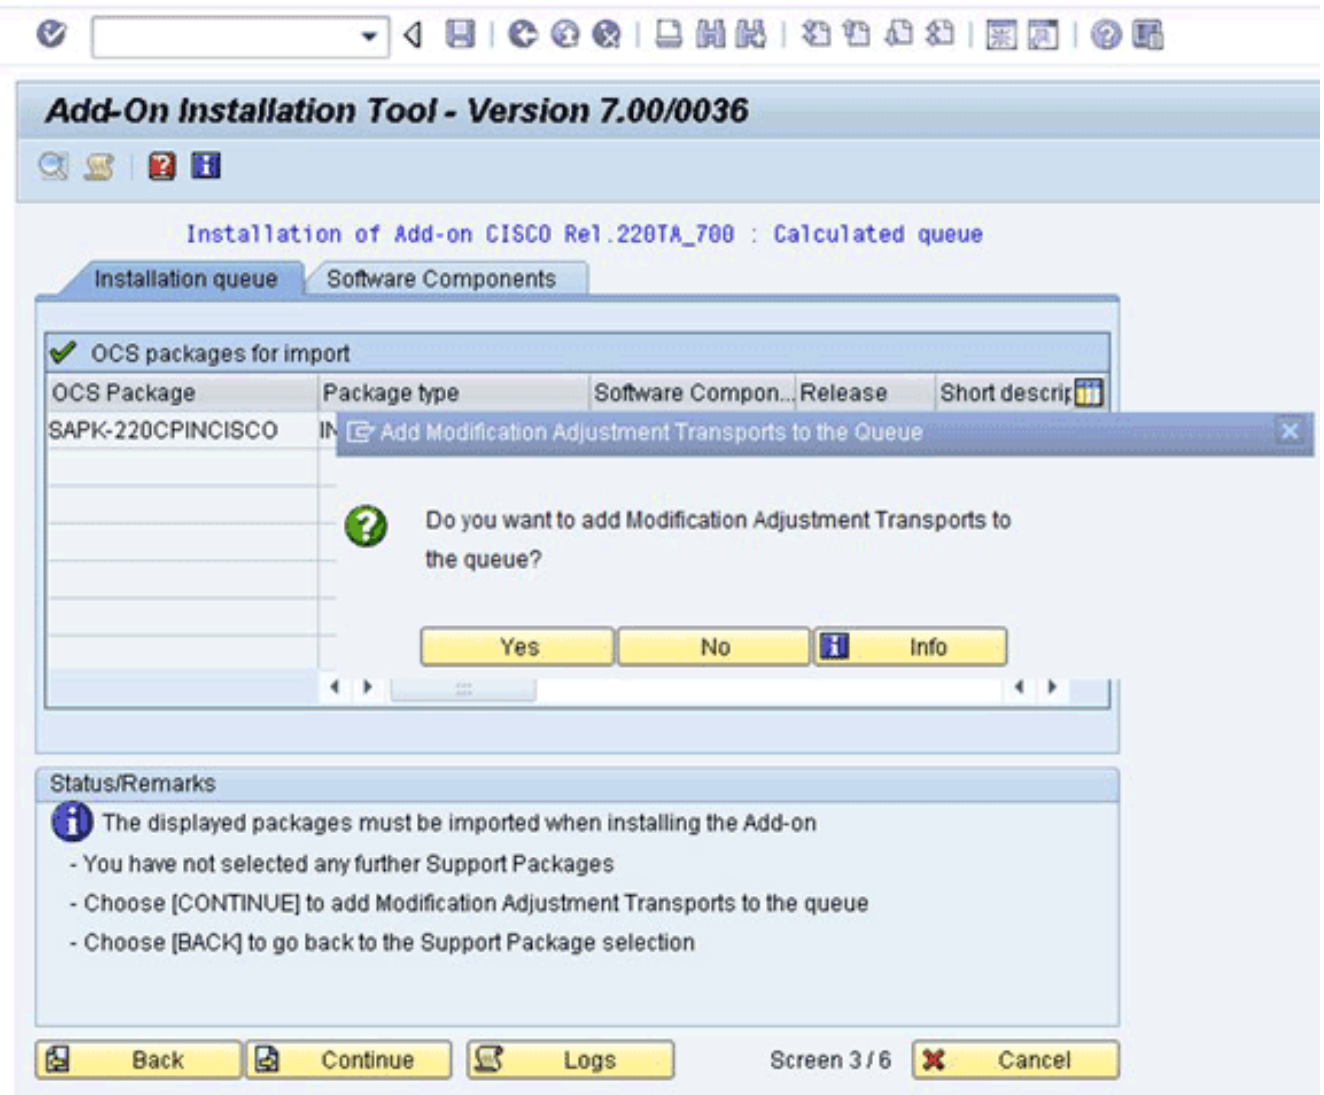 Add-On Installation Tool - Version 7.00/0036
Installation of Add-on CISCO Rel.220TA_700 : Calculated queue
Installation queue Software Components
OCS packages for import
OCS Package Package type Software Compon... Release Short descrip
SAPK-220CPINCISCO IN
Add Modification Adjustment Transports to the Queue
Do you want to add Modification Adjustment Transports to
the queue?
Yes No Info
Status/Remarks
The displayed packages must be imported when installing the Add-on
- You have not selected any further Support Packages
- Choose [CONTINUE] to add Modification Adjustment Transports to the queue
- Choose [BACK] to go back to the Support Package selection
Back Continue Logs Screen 3 / 6 Cancel